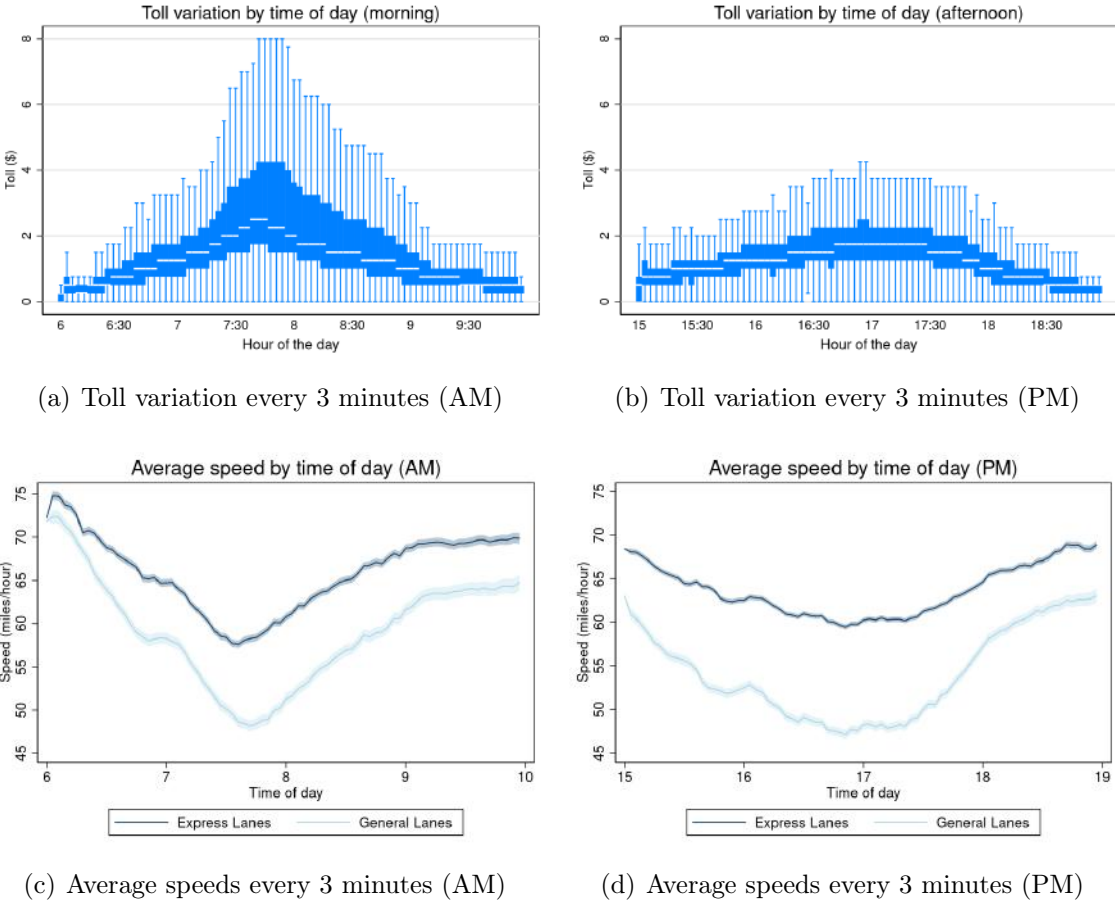 Toll variation by time of day (morning)
Toll ($)
8
6
4
2
0
6 6:30 7 7:30 8 8:30 9 9:30
Hour of the day
(a) Toll variation every 3 minutes (AM)
Toll variation by time of day (afternoon)
Toll ($)
8
6
4
2
0
15 15:30 16 16:30 17 17:30 18 18:30
Hour of the day
(b) Toll variation every 3 minutes (PM)
Average speed by time of day (AM)
Speed (miles/hour)
75
70
65
60
55
50
45
6 7 8 9 10
Time of day
Express Lanes General Lanes
(c) Average speeds every 3 minutes (AM)
Average speed by time of day (PM)
Speed (miles/hour)
75
70
65
60
55
50
45
15 16 17 18 19
Time of day
Express Lanes General Lanes
(d) Average speeds every 3 minutes (PM)